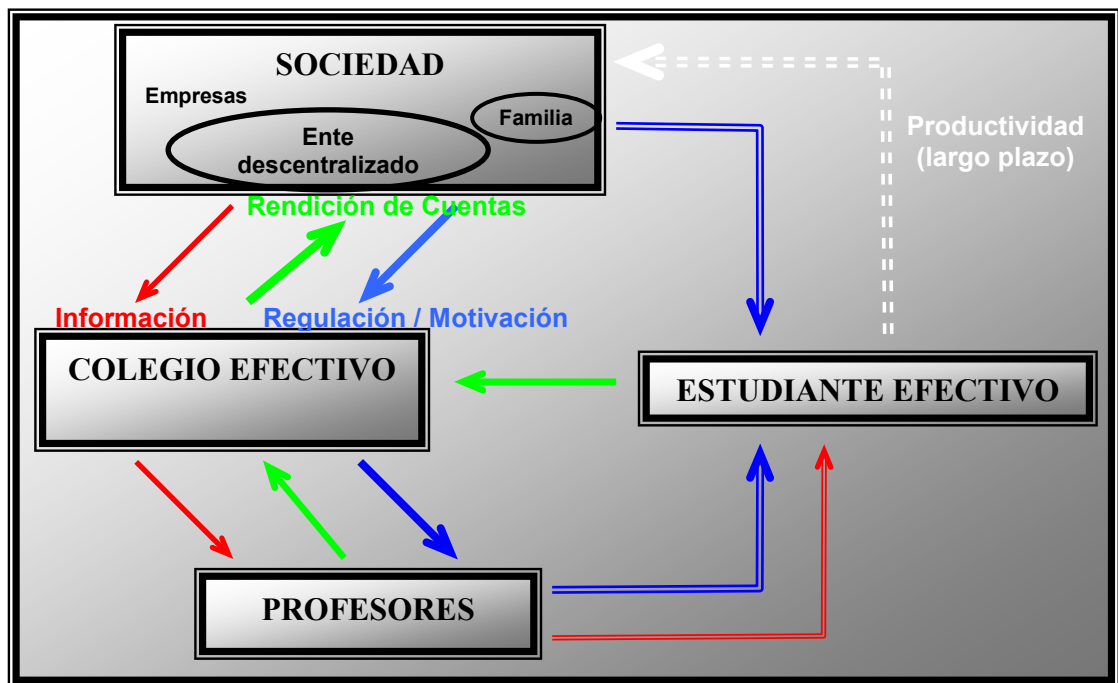 SOCIEDAD
Empresas
Familia
Ente
descentralizado
Productividad
(largo plazo)
Rendición de Cuentas
Información
Regulación / Motivación
COLEGIO EFECTIVO
ESTUDIANTE EFECTIVO
PROFESORES